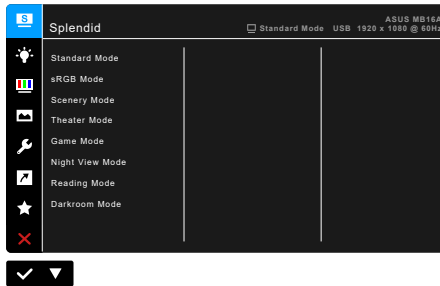 S
Splendid
ASUS MB16A
Standard Mode USB 1920 x 1080 @ 60Hz
Standard Mode
sRGB Mode
Scenery Mode
Theater Mode
Game Mode
Night View Mode
Reading Mode
Darkroom Mode